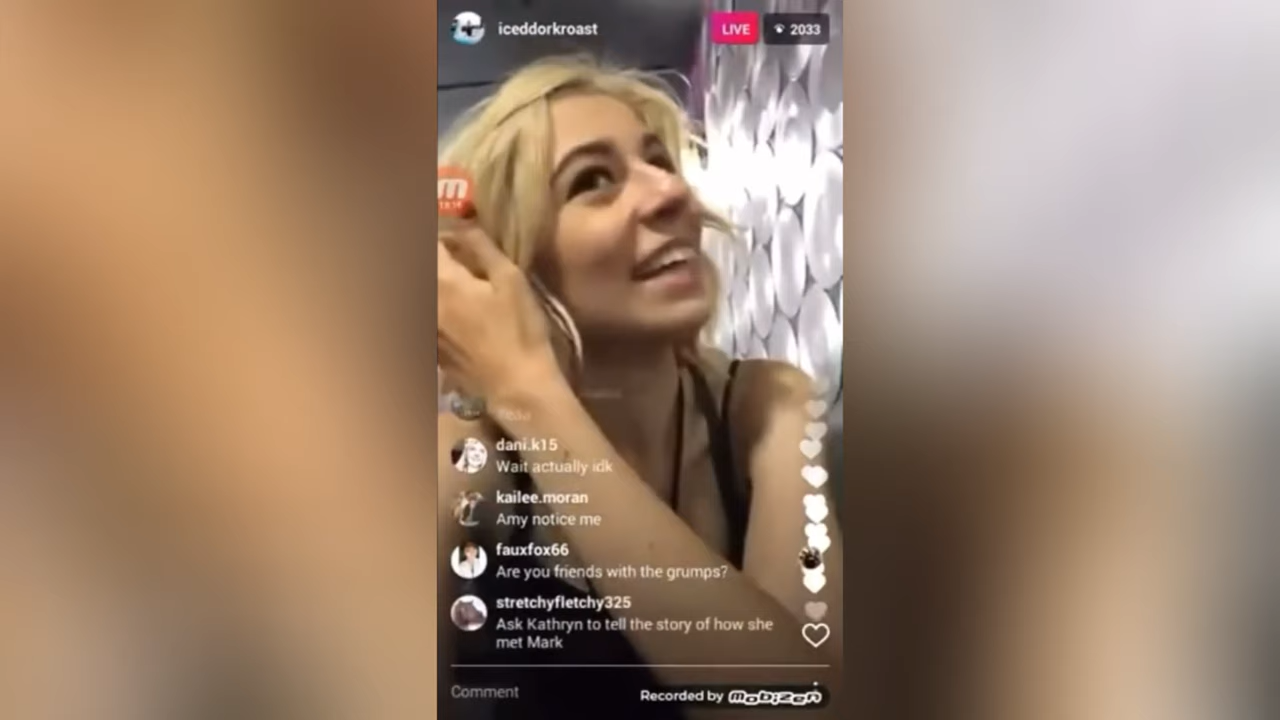 iceddorkroast
LIVE
2033
m
dani.k15
Wait actually idk
kailee.moran
Amy notice me
fauxfox66
Are you friends with the grumps?
stretchyfletchy325
Ask Kathryn to tell the story of how she
met Mark
Comment
Recorded by mobizen